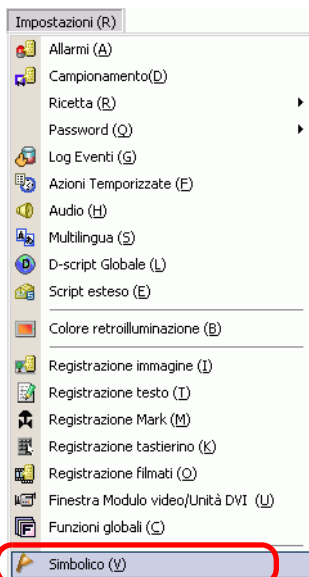 Impostazioni (R)
Allarmi (A)
Campionamento(D)
Ricetta (R)
Password (Q)
Log Eventi (G)
Azioni Temporizzate (F)
Audio (H)
Multilingua (S)
D-script Globale (L)
Script esteso (E)
Colore retroilluminazione (B)
Registrazione immagine (I)
Registrazione testo (T)
Registrazione Mark (M)
Registrazione tastierino (K)
Registrazione filmati (O)
Finestra Modulo video/Unità DVI (U)
Funzioni globali (C)
Simbolico (V)